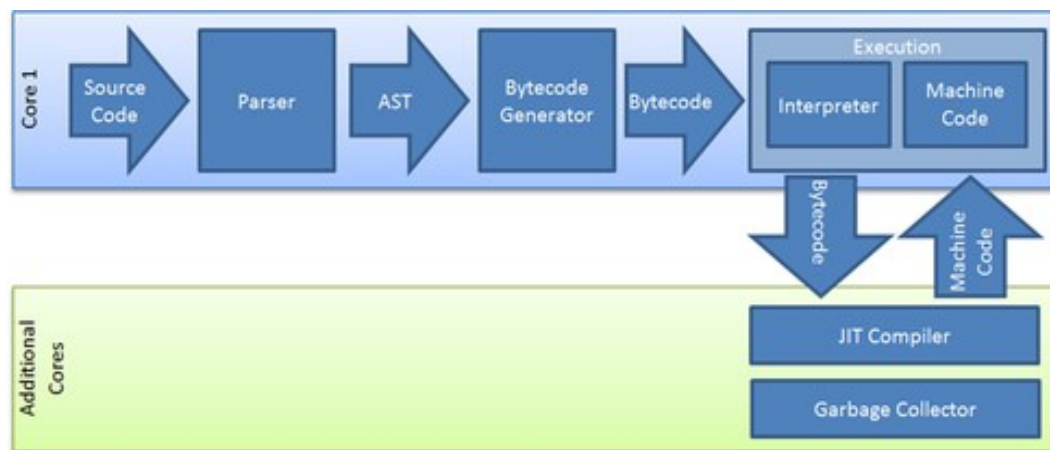 Core 1
Source
Code
Parser
AST
Bytecode
Generator
Bytecode
Execution
Interpreter
Machine
Code
Bytecode
Machine
Code
Additional
Cores
JIT Compiler
Garbage Collector